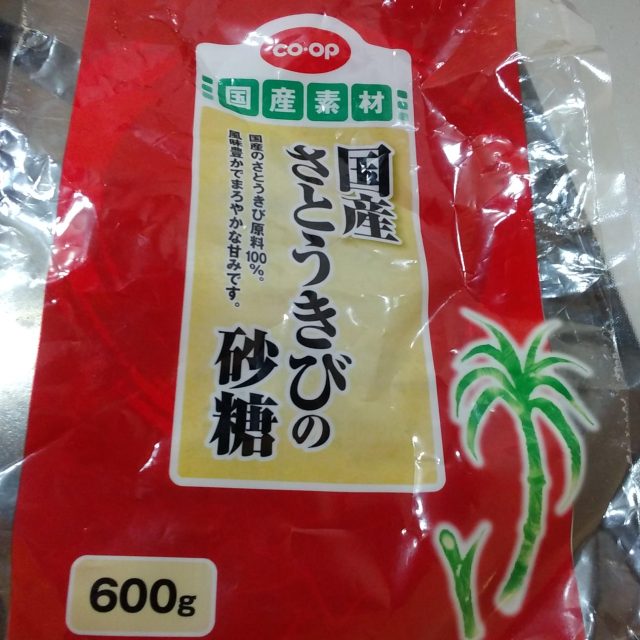 co·op
国産素材
国産
さとうきびの
砂糖
国産のさとうきび原料100%。
風味豊かでまろやかな甘みです。
600g